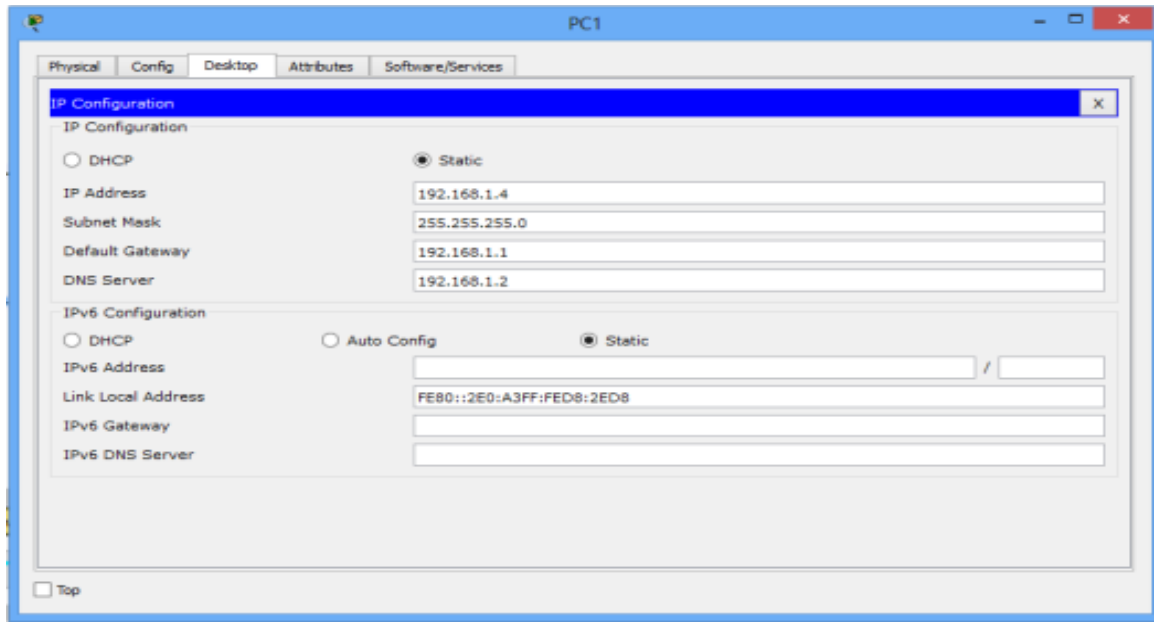 PC1
Physical Config Desktop Attributes Software/Services
IP Configuration X
IP Configuration
DHCP Static
IP Address 192.168.1.4
Subnet Mask 255.255.255.0
Default Gateway 192.168.1.1
DNS Server 192.168.1.2
IPv6 Configuration
DHCP Auto Config Static
IPv6 Address /
Link Local Address FE80::2E0:A3FF:FED8:2ED8
IPv6 Gateway
IPv6 DNS Server
Top